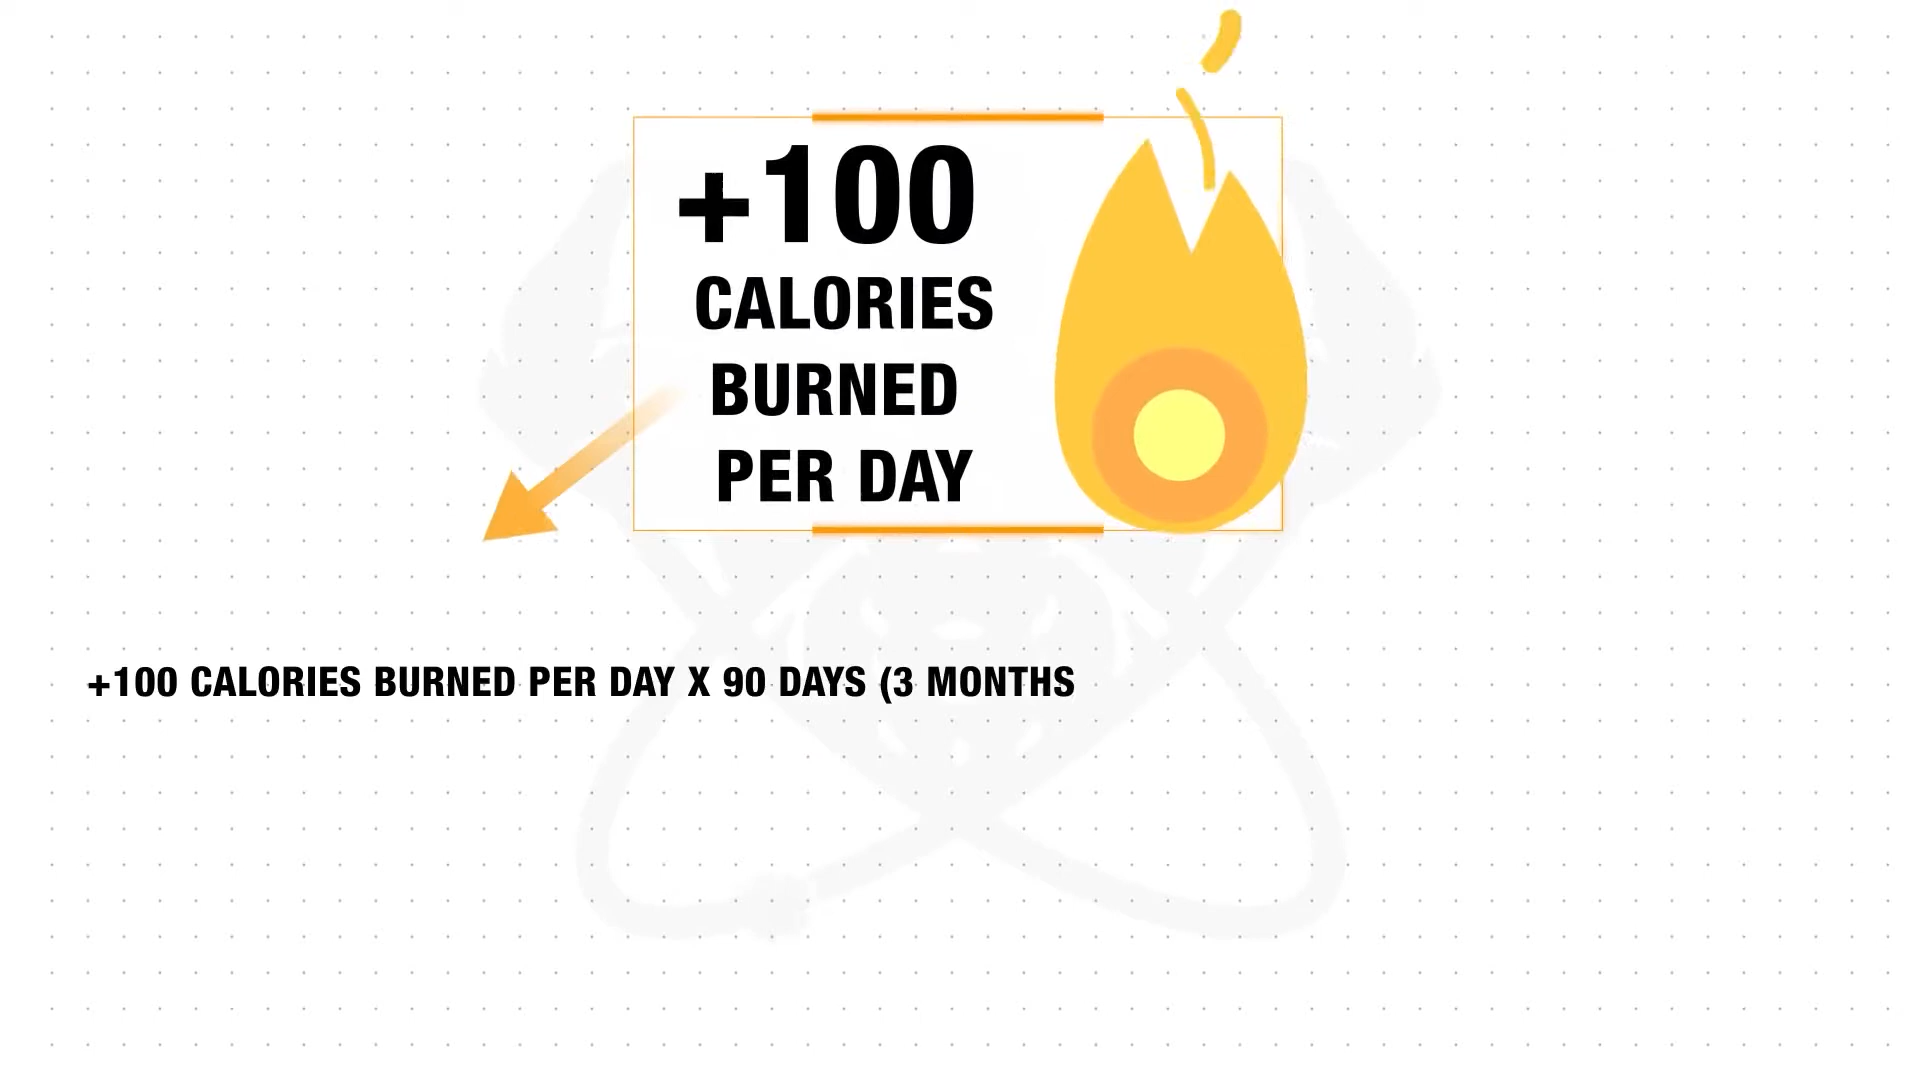 +100
CALORIES
BURNED
PER DAY
+100 CALORIES BURNED PER DAY X 90 DAYS (3 MONTHS